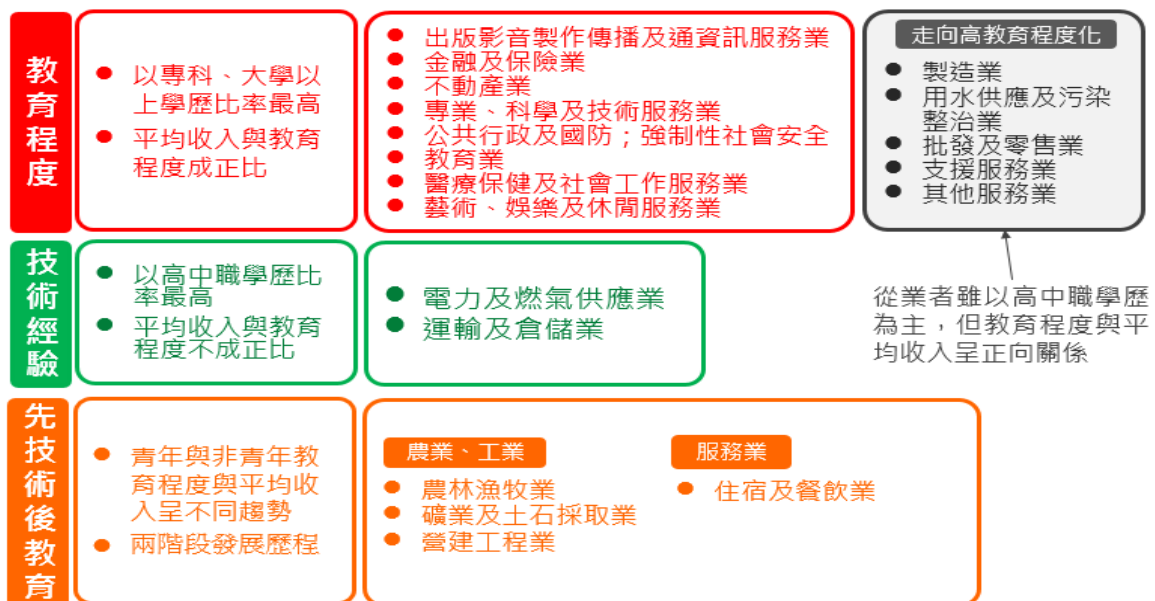 教育程度
以專科、大學以
上學歷比率最高
平均收入與教育
程度成正比
出版影音製作傳播及通資訊服務業
金融及保險業
不動產業
專業、科學及技術服務業
公共行政及國防；強制性社會安全
教育業
醫療保健及社會工作服務業
藝術、娛樂及休閒服務業
走向高教育程度化
製造業
用水供應及污染
整治業
批發及零售業
支援服務業
其他服務業
從業者雖以高中職學歷
為主，但教育程度與平
均收入呈正向關係
技術經驗
以高中職學歷比
率最高
平均收入與教育
程度不成正比
電力及燃氣供應業
運輸及倉儲業
先技術後教育
青年與非青年教
育程度與平均收
入呈不同趨勢
兩階段發展歷程
農業、工業
農林漁牧業
礦業及土石採取業
營建工程業
服務業
住宿及餐飲業